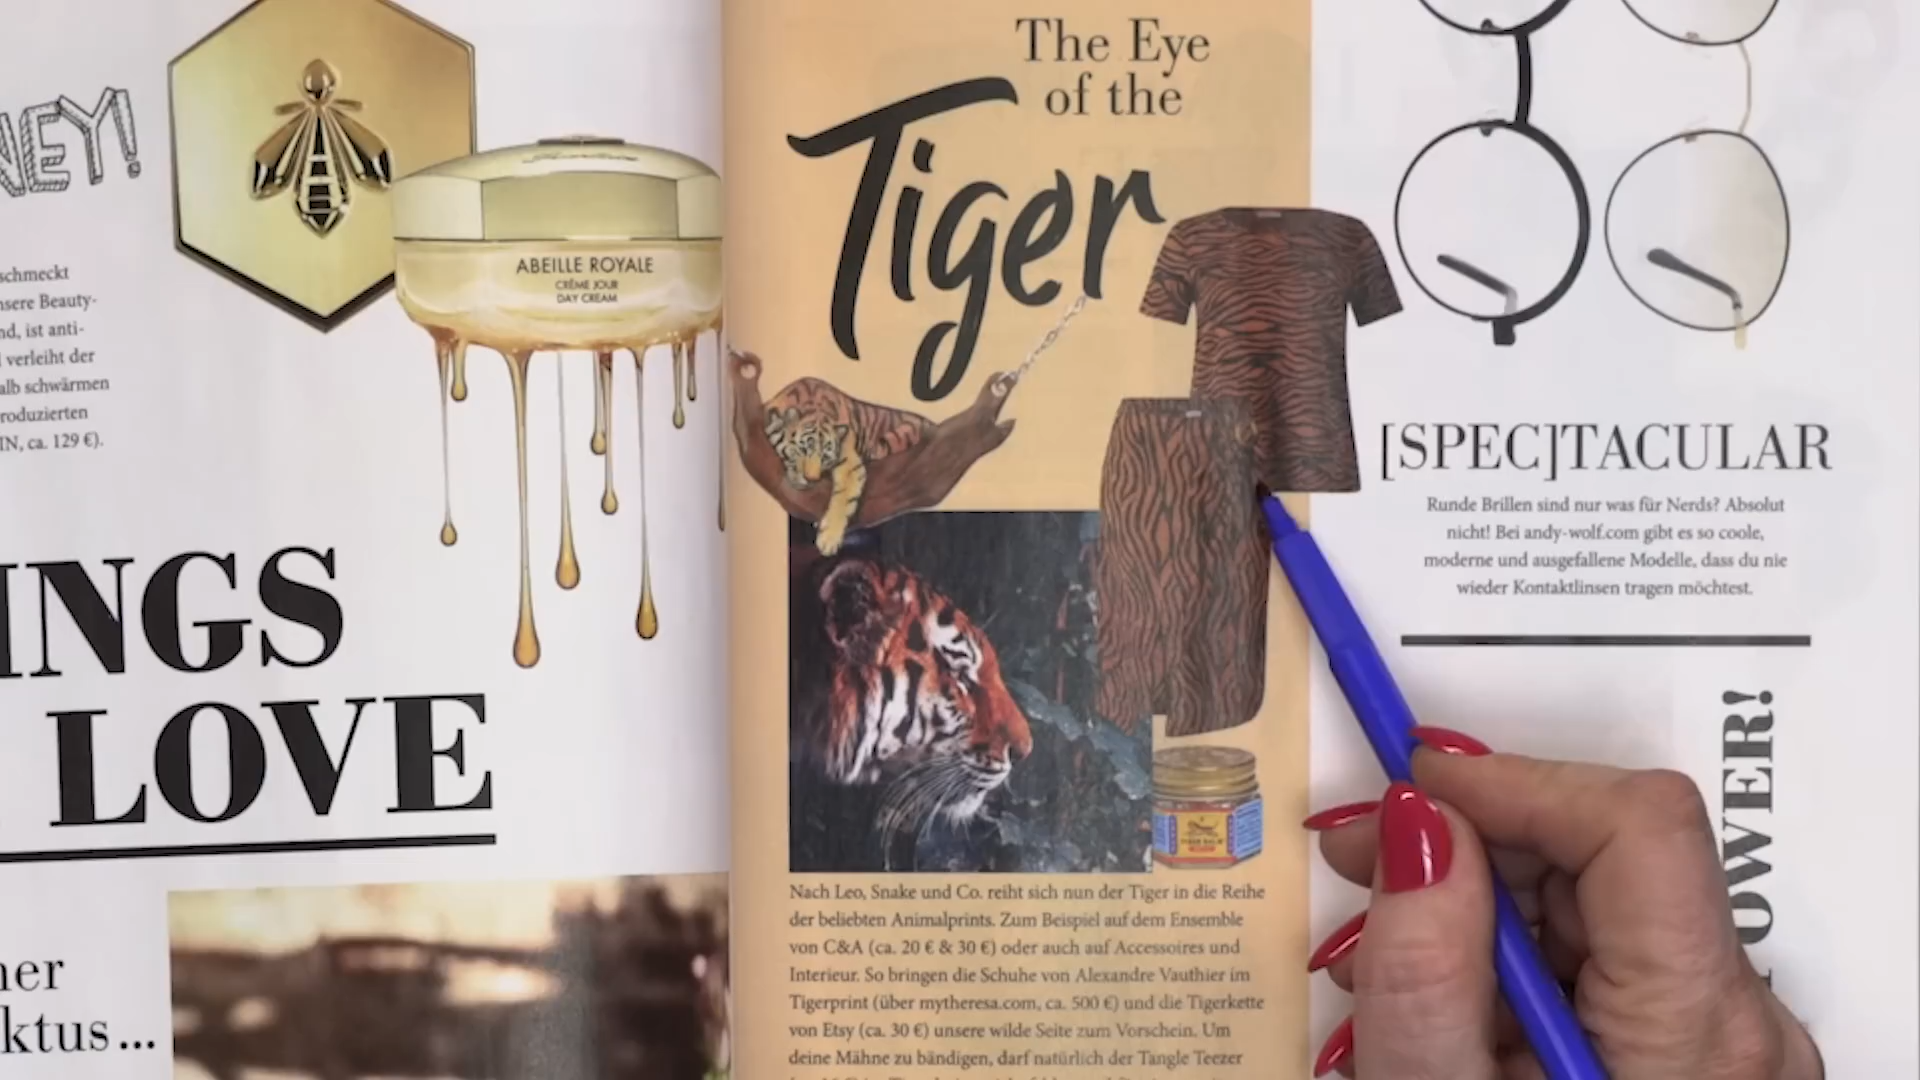 NEY!
schmeckt
nsere Beauty-
nd, ist anti-
verleiht der
alb schwärmen
roduzierten
IN, ca. 129 €).
ABEILLE ROYALE
CRÈME JOUR
DAY CREAM
INGS
LOVE
ner
ktus...
The Eye
of the
Tiger
TIGER BALM
Nach Leo, Snake und Co. reiht sich nun der Tiger in die Reihe
der beliebten Animalprints. Zum Beispiel auf dem Ensemble
von C&A (ca. 20 € & 30 €) oder auch auf Accessoires und
Interieur. So bringen die Schuhe von Alexandre Vauthier im
Tigerprint (über mytheresa.com, ca. 500 €) und die Tigerkette
von Etsy (ca. 30 €) unsere wilde Seite zum Vorschein. Um
deine Mähne zu bändigen, darf natürlich der Tangle Teezer
[SPEC]TACULAR
Runde Brillen sind nur was für Nerds? Absolut
nicht! Bei andy-wolf.com gibt es so coole,
moderne und ausgefallene Modelle, dass du nie
wieder Kontaktlinsen tragen möchtest.
OWER!